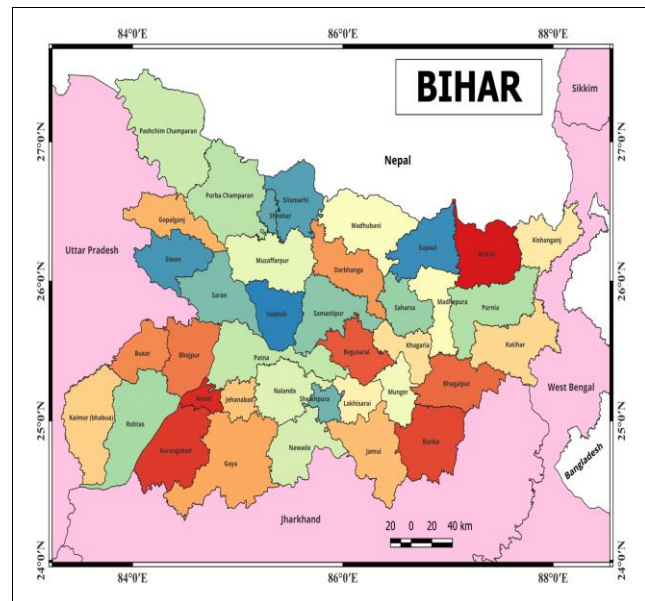 84°0′E
86°0′E
88°0′E
BIHAR
Sikkim
27°0′N
27°0′N
Pashchim Champaran
Nepal
Purba Champaran
Sitamarhi
Sheohar
Gopalganj
Madhubani
Kishanganj
Supaul
Araria
Uttar Pradesh
Siwan
Muzaffarpur
Darbhanga
26°0′N
26°0′N
Saran
Vaishali
Samastipur
Saharsa
Madhepura
Purnia
Buxar
Bhojpur
Patna
Begusarai
Khagaria
Katihar
West Bengal
Arwal
Jehanabad
Nalanda
Sheikhpura
Lakhisarai
Munger
Bhagalpur
25°0′N
25°0′N
Kaimur (bhabua)
Rohtas
Aurangabad
Gaya
Nawada
Jamui
Banka
Bangladesh
Jharkhand
20 0 20 40 km
24°0′N
24°0′N
84°0′E
86°0′E
88°0′E